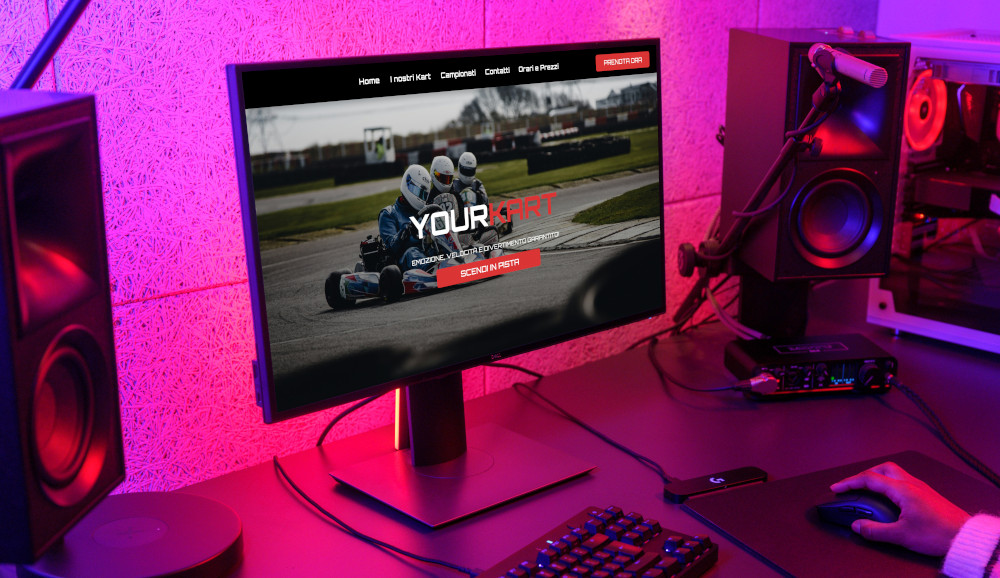 Home I nostri Kart Campionati Contatti Orari e Prezzi PRENOTA ORA
YOURKART
EMOZIONE, VELOCITÀ E DIVERTIMENTO GARANTITO!
SCENDI IN PISTA